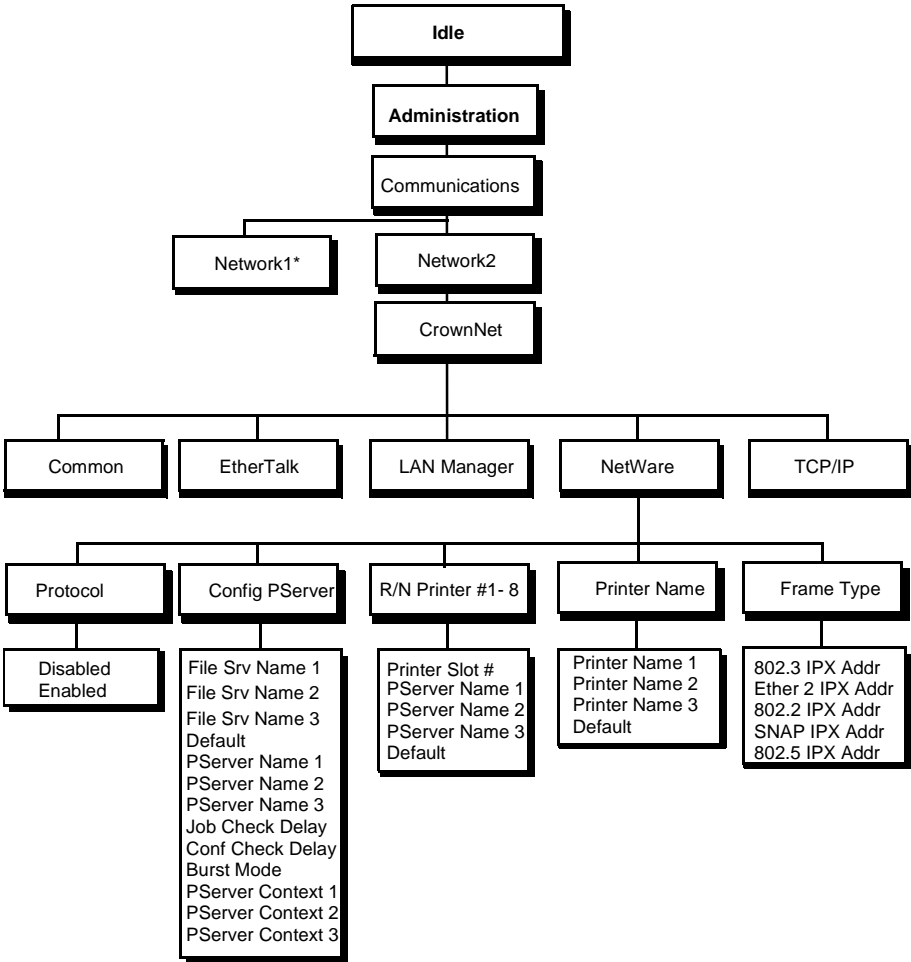 Idle
Administration
Communications
Network1*
Network2
CrownNet
Common
EtherTalk
LAN Manager
NetWare
TCP/IP
Protocol
Config PServer
R/N Printer #1- 8
Printer Name
Frame Type
Disabled
Enabled
File Srv Name 1
File Srv Name 2
File Srv Name 3
Default
PServer Name 1
PServer Name 2
PServer Name 3
Job Check Delay
Conf Check Delay
Burst Mode
PServer Context 1
PServer Context 2
PServer Context 3
Printer Slot #
PServer Name 1
PServer Name 2
PServer Name 3
Default
Printer Name 1
Printer Name 2
Printer Name 3
Default
802.3 IPX Addr
Ether 2 IPX Addr
802.2 IPX Addr
SNAP IPX Addr
802.5 IPX Addr